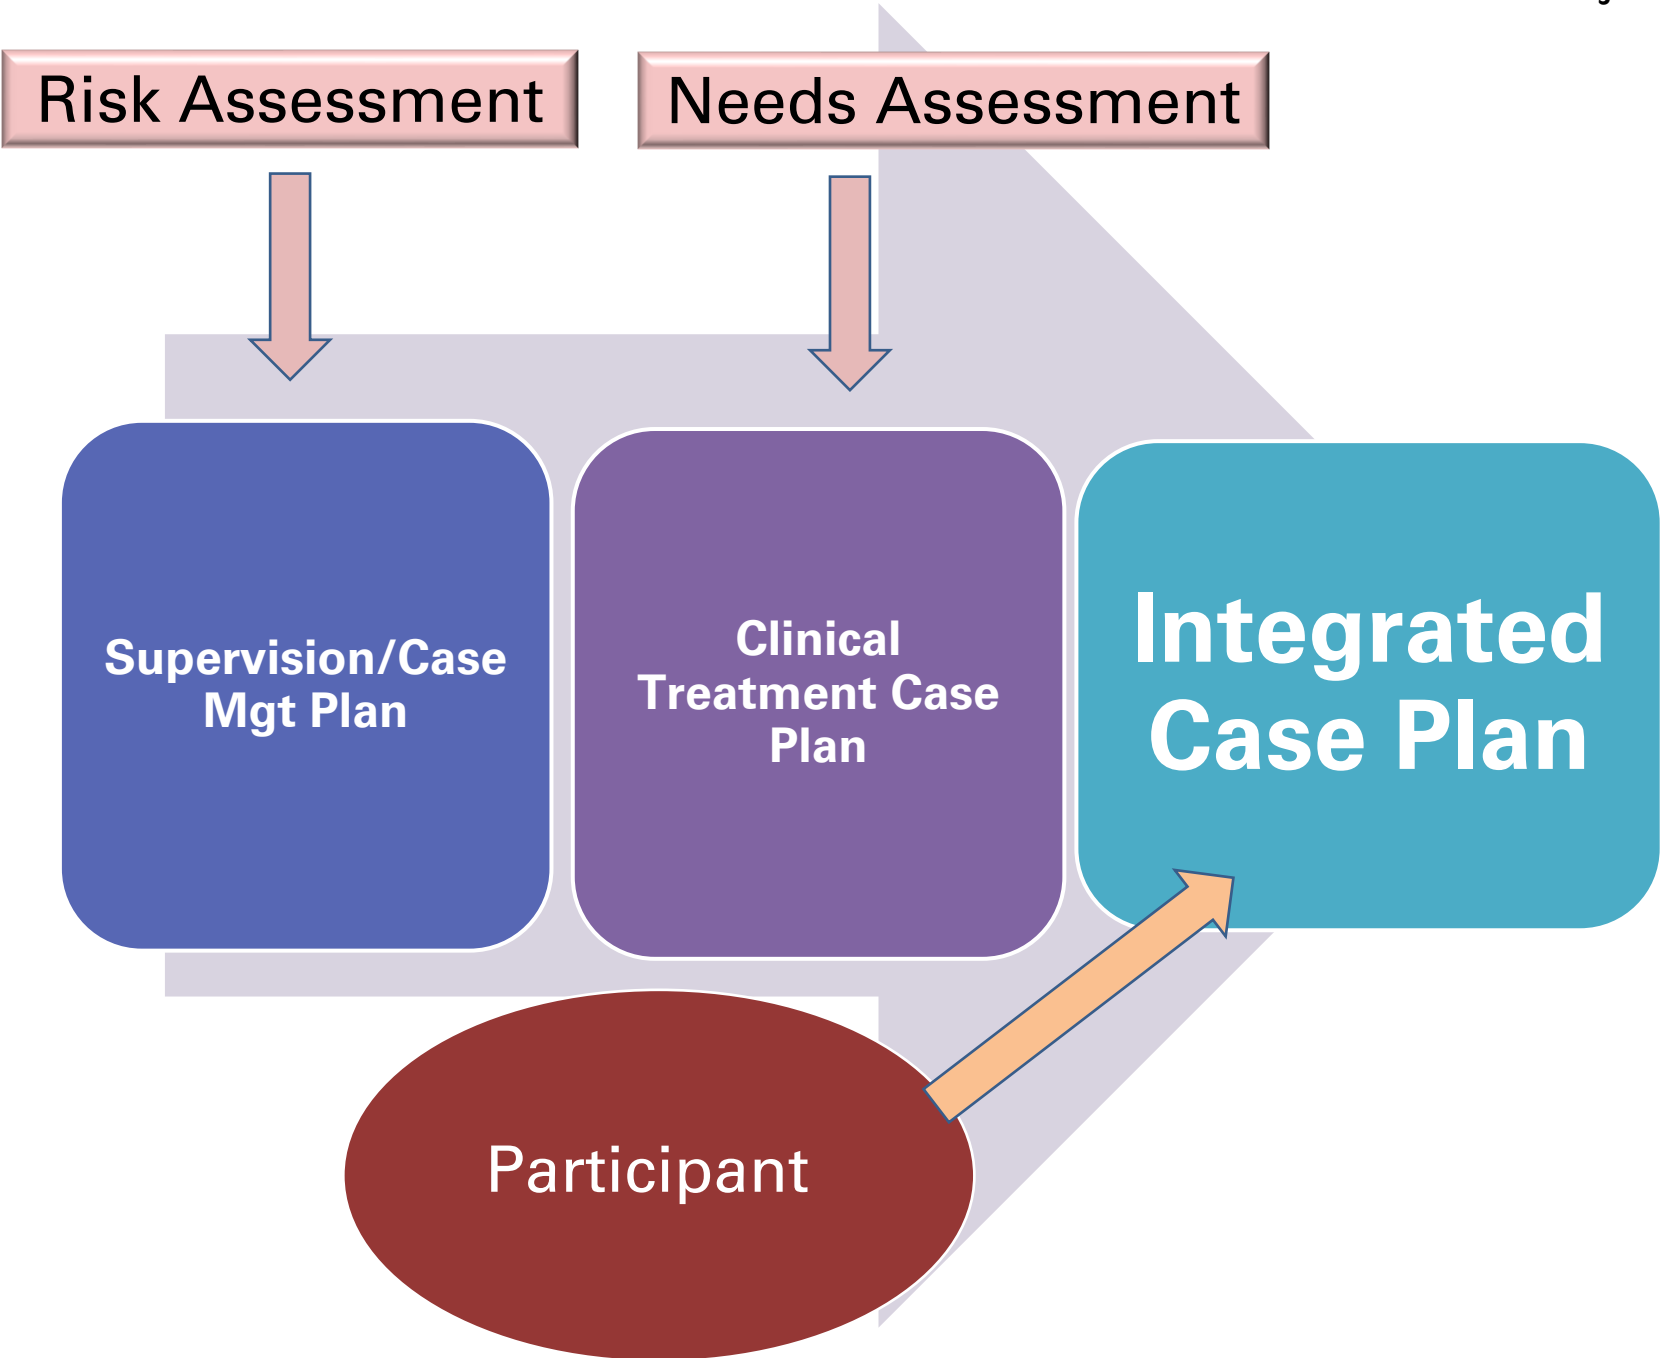 Risk Assessment
Needs Assessment
Supervision/Case
Mgt Plan
Clinical
Treatment Case
Plan
Integrated
Case Plan
Participant